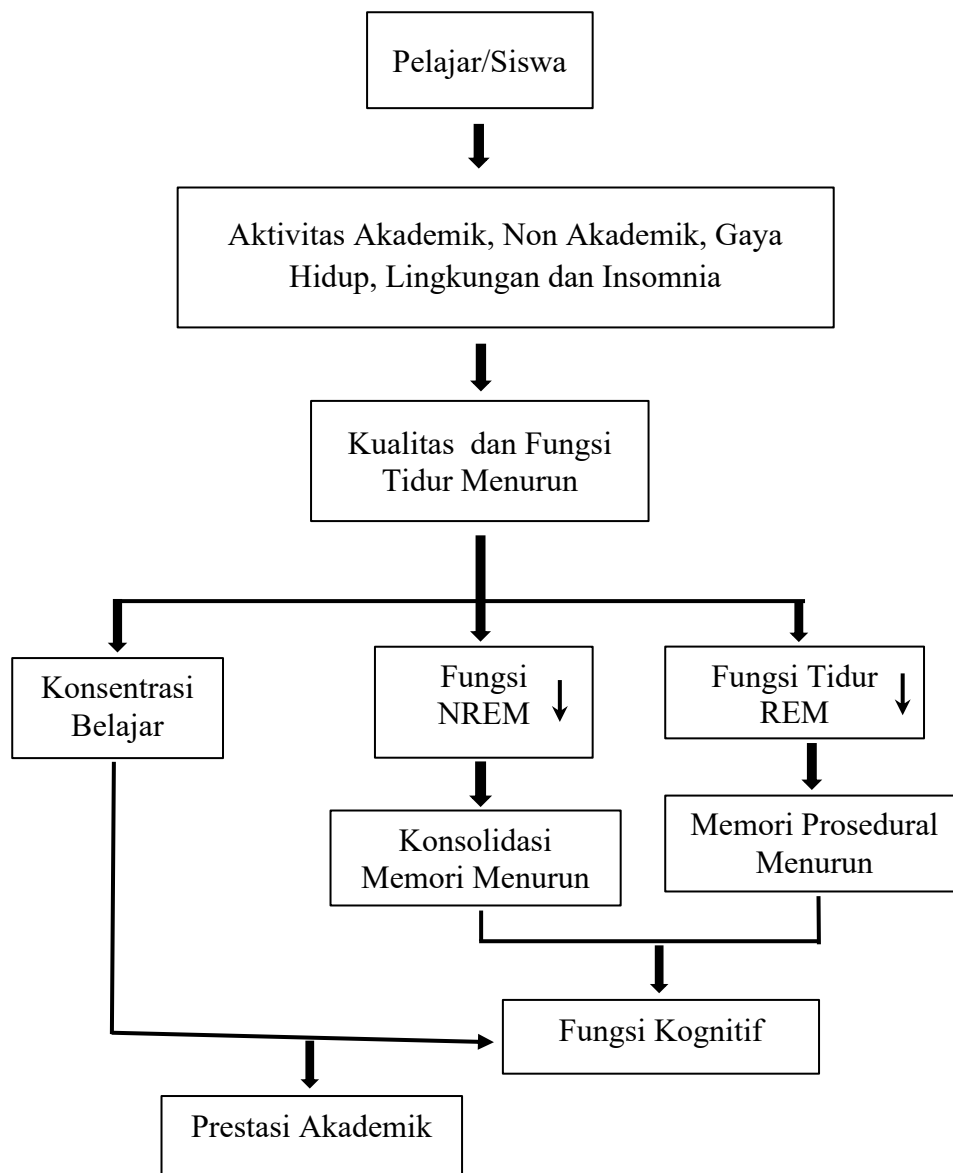 Pelajar/Siswa
Aktivitas Akademik, Non Akademik, Gaya
Hidup, Lingkungan dan Insomnia
Kualitas dan Fungsi
Tidur Menurun
Konsentrasi
Belajar
Fungsi
NREM
Fungsi Tidur
REM
Konsolidasi
Memori Menurun
Memori Prosedural
Menurun
Fungsi Kognitif
Prestasi Akademik